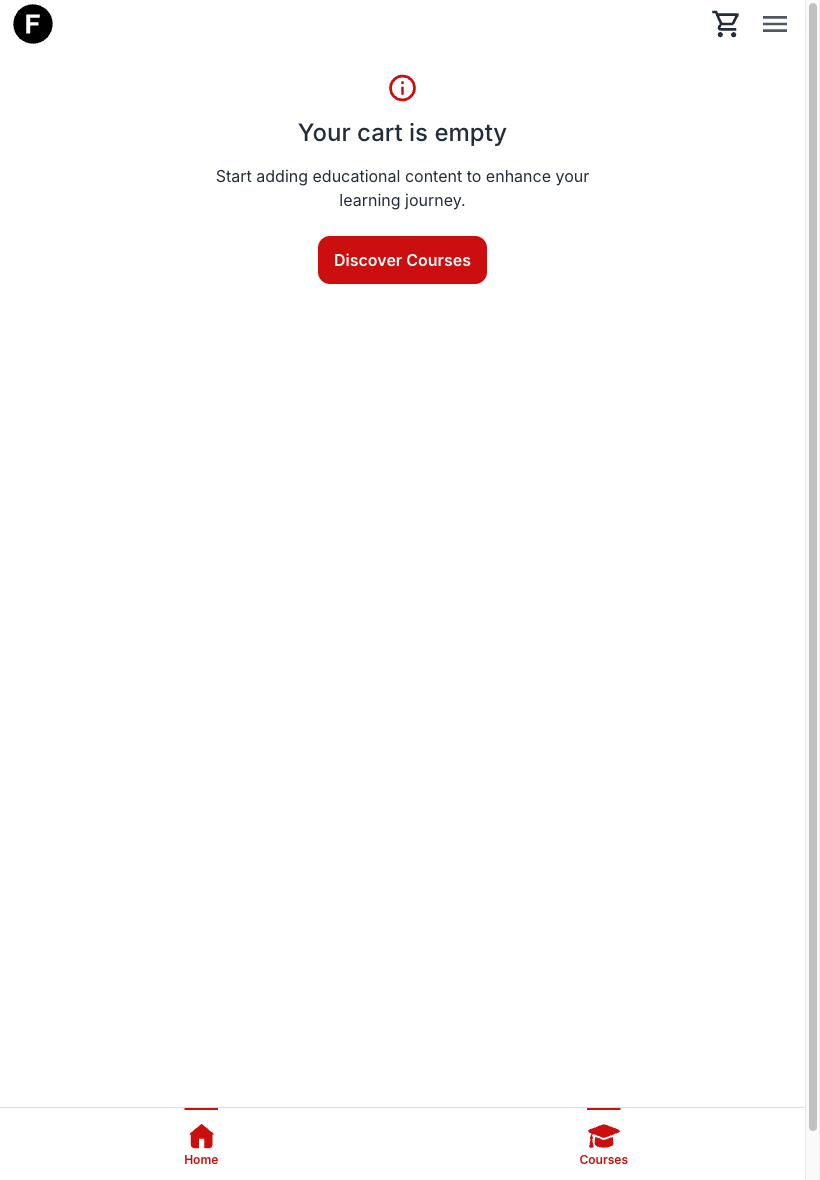 F
Your cart is empty
Start adding educational content to enhance your
learning journey.
Discover Courses
Home
Courses